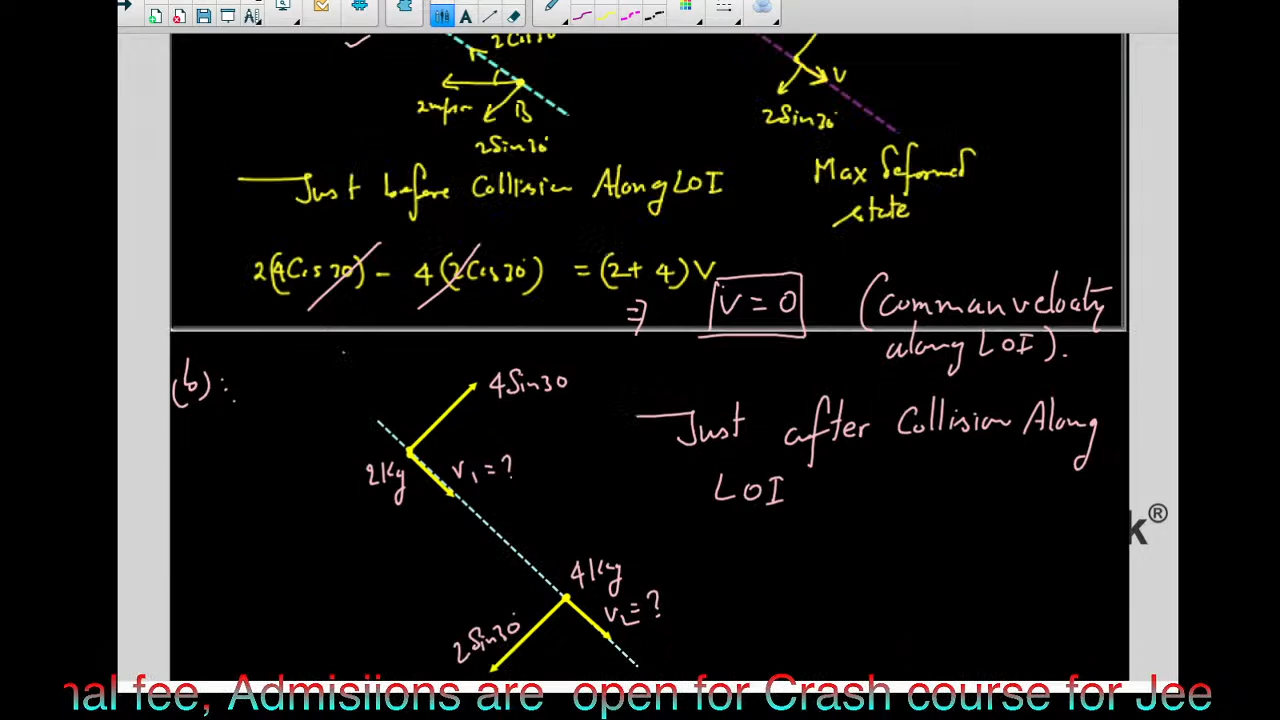 2Cos30
2m/s
B
2Sin30°
V
2Sin30°
Just before Collision Along LOI
Max deformed
state
2(4Cos30) - 4(2Cos30°) = (2+4)V
⇒ V = 0
(Comman velocity
along LOI).
(b):
4Sin30
2Kg
V₁ = ?
Just after Collision Along
LOI
4Kg
V₂ = ?
2Sin30°
k®
nal fee, Admisiions are open for Crash course for Jee